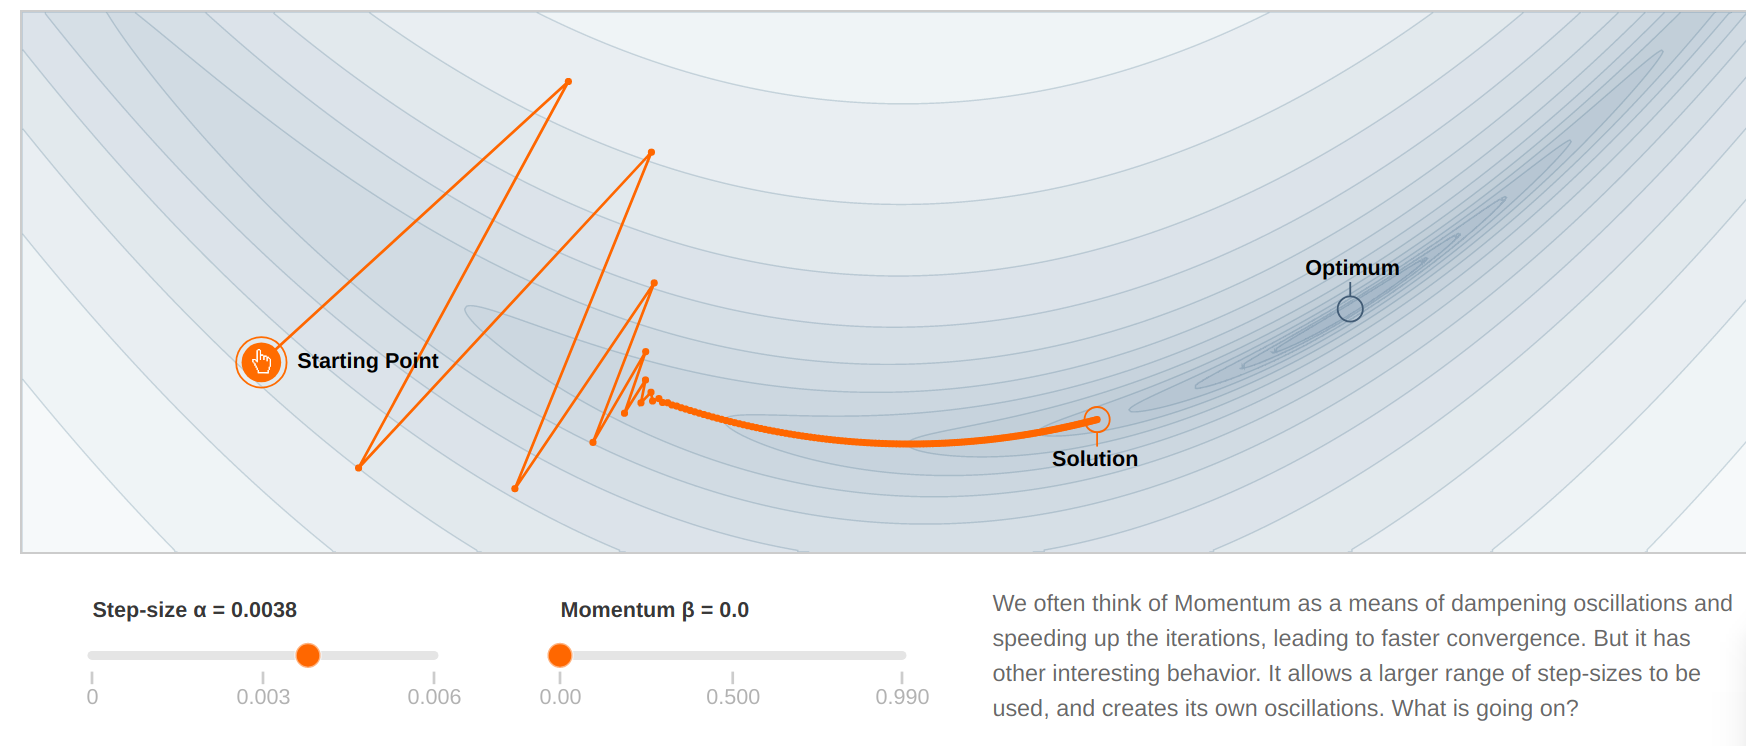 Optimum
Starting Point
Solution
Step-size α = 0.0038
Momentum β = 0.0
0
0.003
0.006
0.00
0.500
0.990
We often think of Momentum as a means of dampening oscillations and
speeding up the iterations, leading to faster convergence. But it has
other interesting behavior. It allows a larger range of step-sizes to be
used, and creates its own oscillations. What is going on?